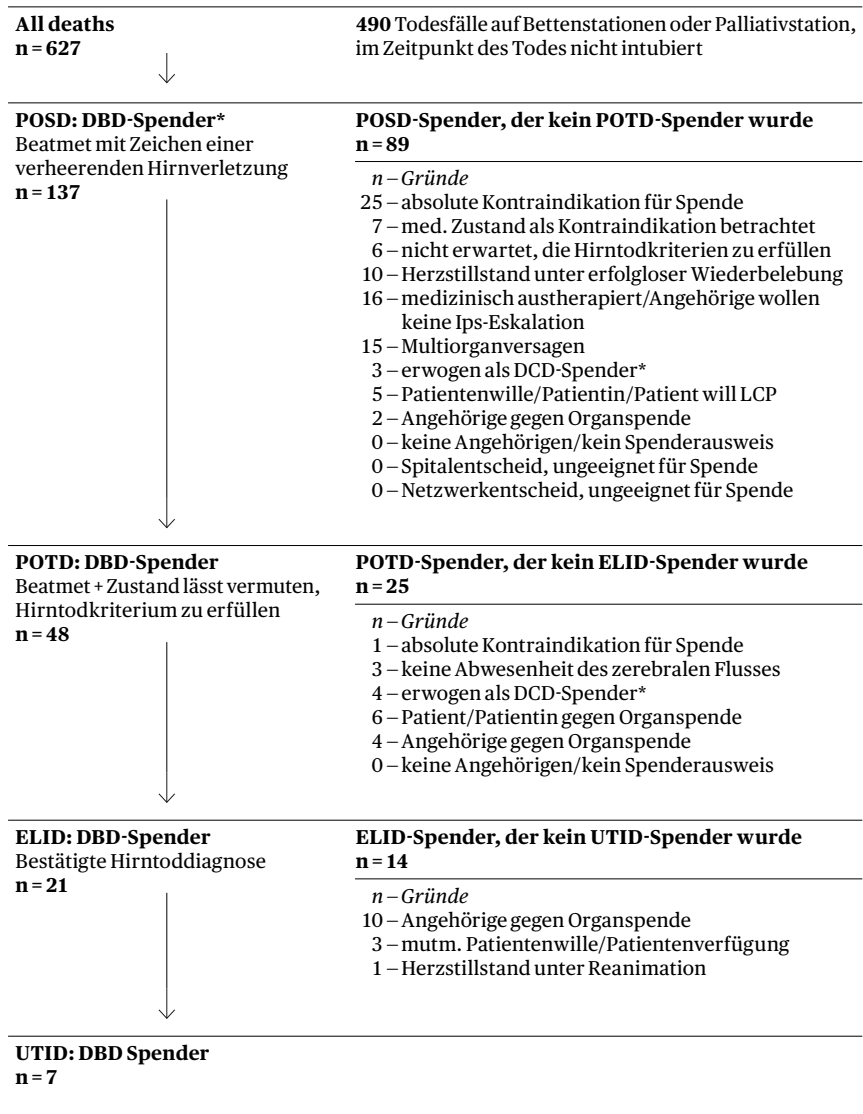 All deaths
n = 627
490 Todesfälle auf Bettenstationen oder Palliativstation,
im Zeitpunkt des Todes nicht intubiert
POSD: DBD-Spender*
Beatmet mit Zeichen einer
verheerenden Hirnverletzung
n = 137
POSD-Spender, der kein POTD-Spender wurde
n = 89
n – Gründe
25 – absolute Kontraindikation für Spende
7 – med. Zustand als Kontraindikation betrachtet
6 – nicht erwartet, die Hirntodkriterien zu erfüllen
10 – Herzstillstand unter erfolgloser Wiederbelebung
16 – medizinisch austherapiert/Angehörige wollen
keine Ips-Eskalation
15 – Multiorganversagen
3 – erwogen als DCD-Spender*
5 – Patientenwille/Patientin/Patient will LCP
2 – Angehörige gegen Organspende
0 – keine Angehörigen/kein Spenderausweis
0 – Spitalentscheid, ungeeignet für Spende
0 – Netzwerkentscheid, ungeeignet für Spende
POTD: DBD-Spender
Beatmet + Zustand lässt vermuten,
Hirntodkriterium zu erfüllen
n = 48
POTD-Spender, der kein ELID-Spender wurde
n = 25
n – Gründe
1 – absolute Kontraindikation für Spende
3 – keine Abwesenheit des zerebralen Flusses
4 – erwogen als DCD-Spender*
6 – Patient/Patientin gegen Organspende
4 – Angehörige gegen Organspende
0 – keine Angehörigen/kein Spenderausweis
ELID: DBD-Spender
Bestätigte Hirntoddiagnose
n = 21
ELID-Spender, der kein UTID-Spender wurde
n = 14
n – Gründe
10 – Angehörige gegen Organspende
3 – mutm. Patientenwille/Patientenverfügung
1 – Herzstillstand unter Reanimation
UTID: DBD Spender
n = 7